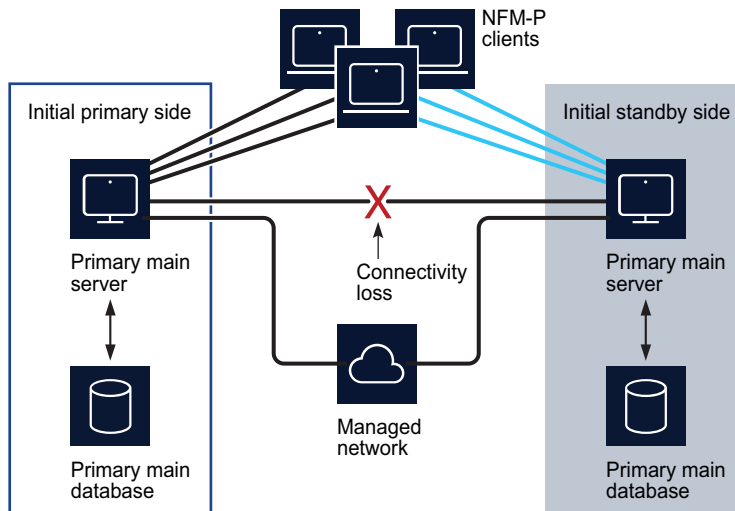 NFM-P
clients
Initial primary side
Initial standby side
Primary main
server
Primary main
server
X
Connectivity
loss
Primary main
database
Managed
network
Primary main
database